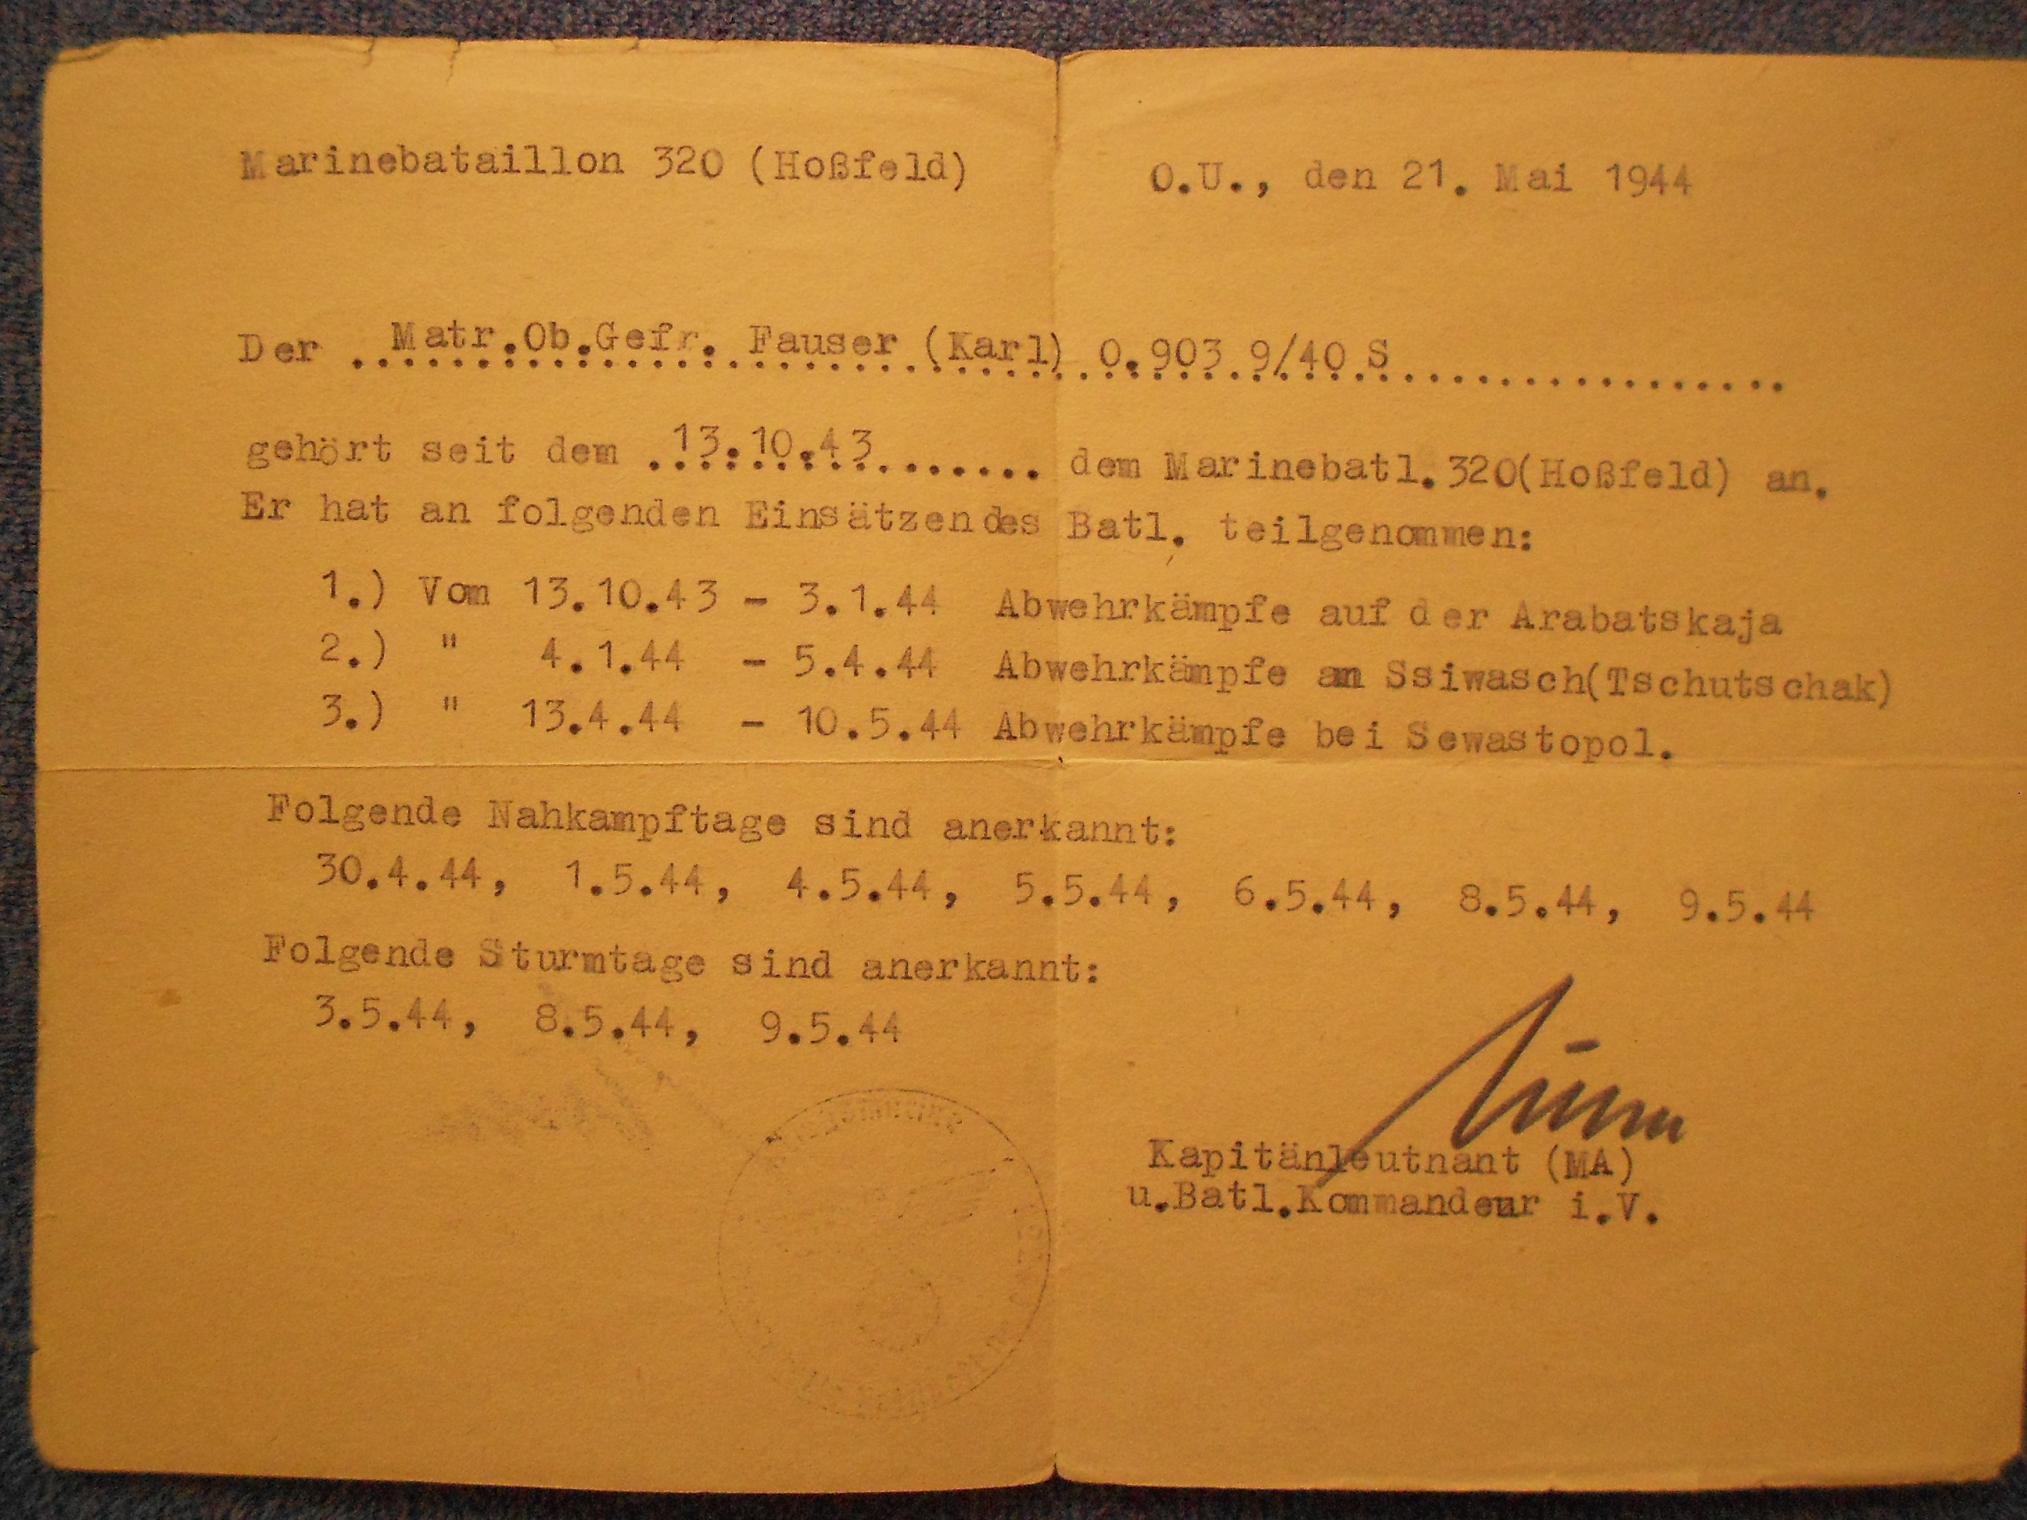 Marinebataillon 320 (Hoßfeld) O.U., den 21. Mai 1944
Der Matr.Ob.Gefr. Fauser (Karl) 0.903 9/40 S
gehört seit dem 13.10.43 dem Marinebatl.320(Hoßfeld) an.
Er hat an folgenden Einsätzen des Batl. teilgenommen:
1.) Vom 13.10.43 - 3.1.44 Abwehrkämpfe auf der Arabatskaja
2.) " 4.1.44 - 5.4.44 Abwehrkämpfe am Ssiwasch(Tschutschak)
3.) " 13.4.44 - 10.5.44 Abwehrkämpfe bei Sewastopol.
Folgende Nahkampftage sind anerkannt:
30.4.44, 1.5.44, 4.5.44, 5.5.44, 6.5.44, 8.5.44, 9.5.44
Folgende Sturmtage sind anerkannt:
3.5.44, 8.5.44, 9.5.44
Kapitänleutnant (MA)
u.Batl.Kommandeur i.V.